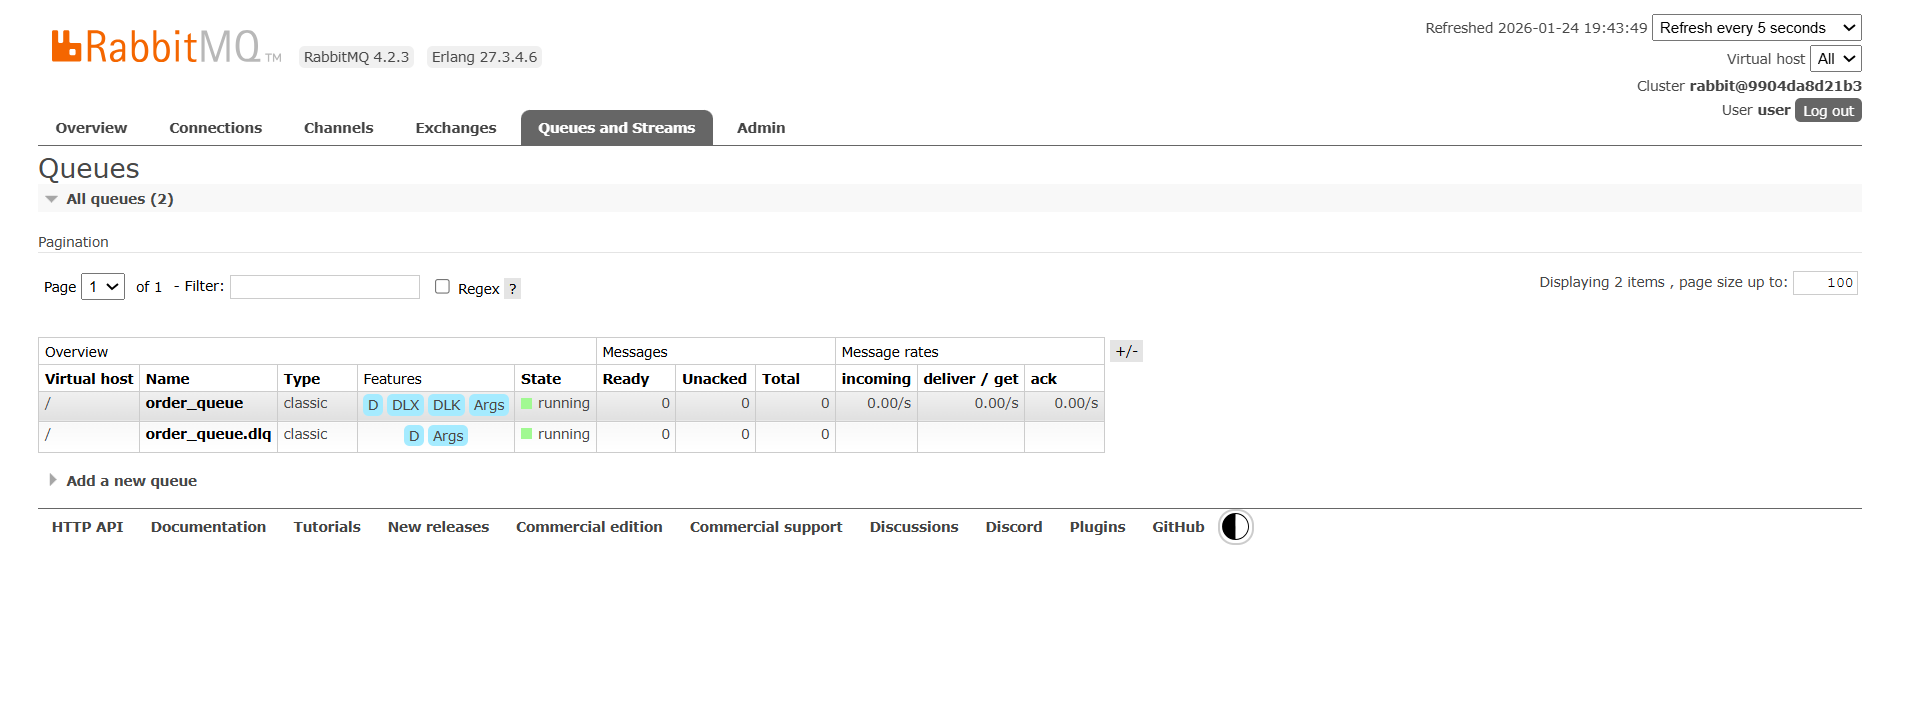 RabbitMQ TM RabbitMQ 4.2.3 Erlang 27.3.4.6
Refreshed 2026-01-24 19:43:49 Refresh every 5 seconds
Virtual host All
Cluster rabbit@9904da8d21b3
User user Log out
Overview Connections Channels Exchanges Queues and Streams Admin
Queues
All queues (2)
Pagination
Page 1 of 1 - Filter: Regex ? Displaying 2 items , page size up to: 100
Overview Messages Message rates +/-
Virtual host Name Type Features State Ready Unacked Total incoming deliver / get ack
/ order_queue classic D DLX DLK Args running 0 0 0 0.00/s 0.00/s 0.00/s
/ order_queue.dlq classic D Args running 0 0 0
Add a new queue
HTTP API Documentation Tutorials New releases Commercial edition Commercial support Discussions Discord Plugins GitHub